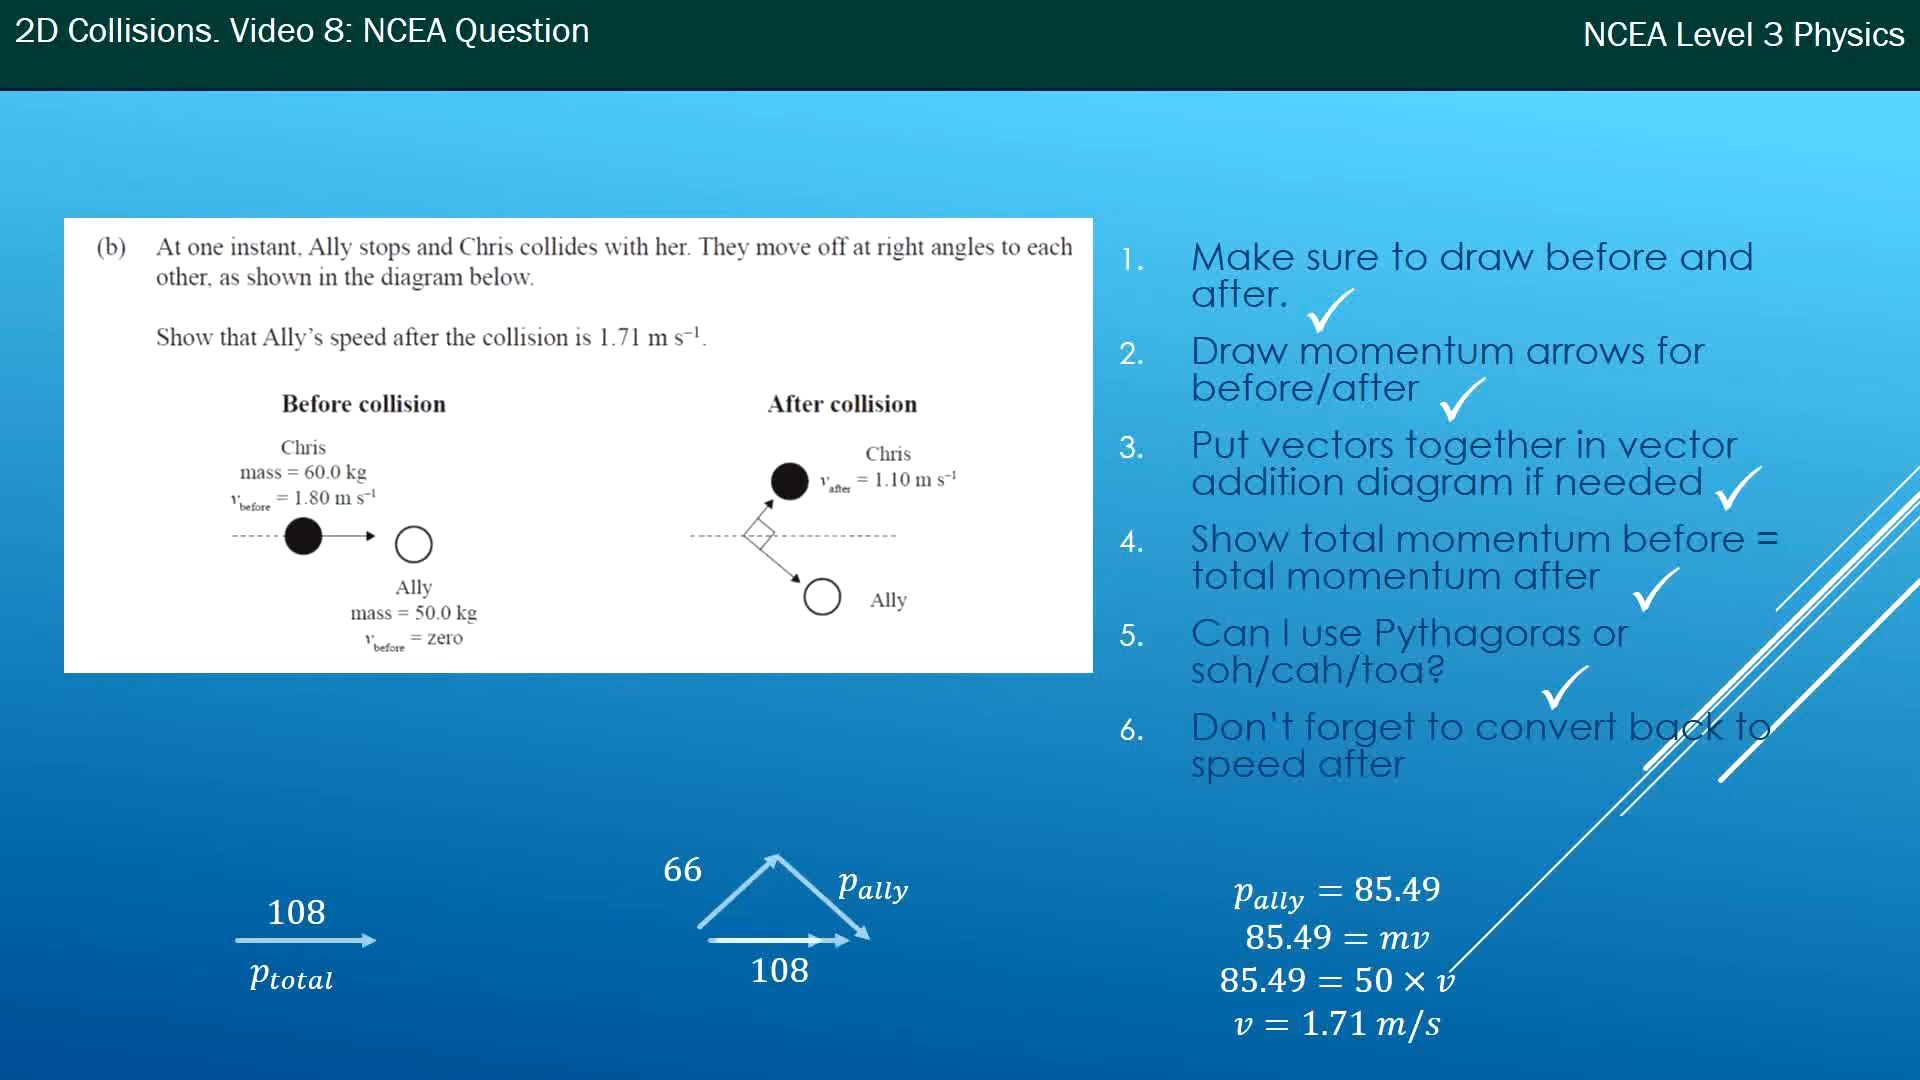 2D Collisions. Video 8: NCEA Question
NCEA Level 3 Physics
(b) At one instant, Ally stops and Chris collides with her. They move off at right angles to each
other, as shown in the diagram below.
Show that Ally's speed after the collision is 1.71 m s⁻¹.
Before collision
Chris
mass = 60.0 kg
v_before = 1.80 m s⁻¹
Ally
mass = 50.0 kg
v_before = zero
After collision
Chris
v_after = 1.10 m s⁻¹
Ally
1. Make sure to draw before and
after.
2. Draw momentum arrows for
before/after
3. Put vectors together in vector
addition diagram if needed
4. Show total momentum before =
total momentum after
5. Can I use Pythagoras or
soh/cah/toa?
6. Don't forget to convert back to
speed after
108
p_total
66
p_ally
108
p_ally = 85.49
85.49 = mv
85.49 = 50 × v
v = 1.71 m/s